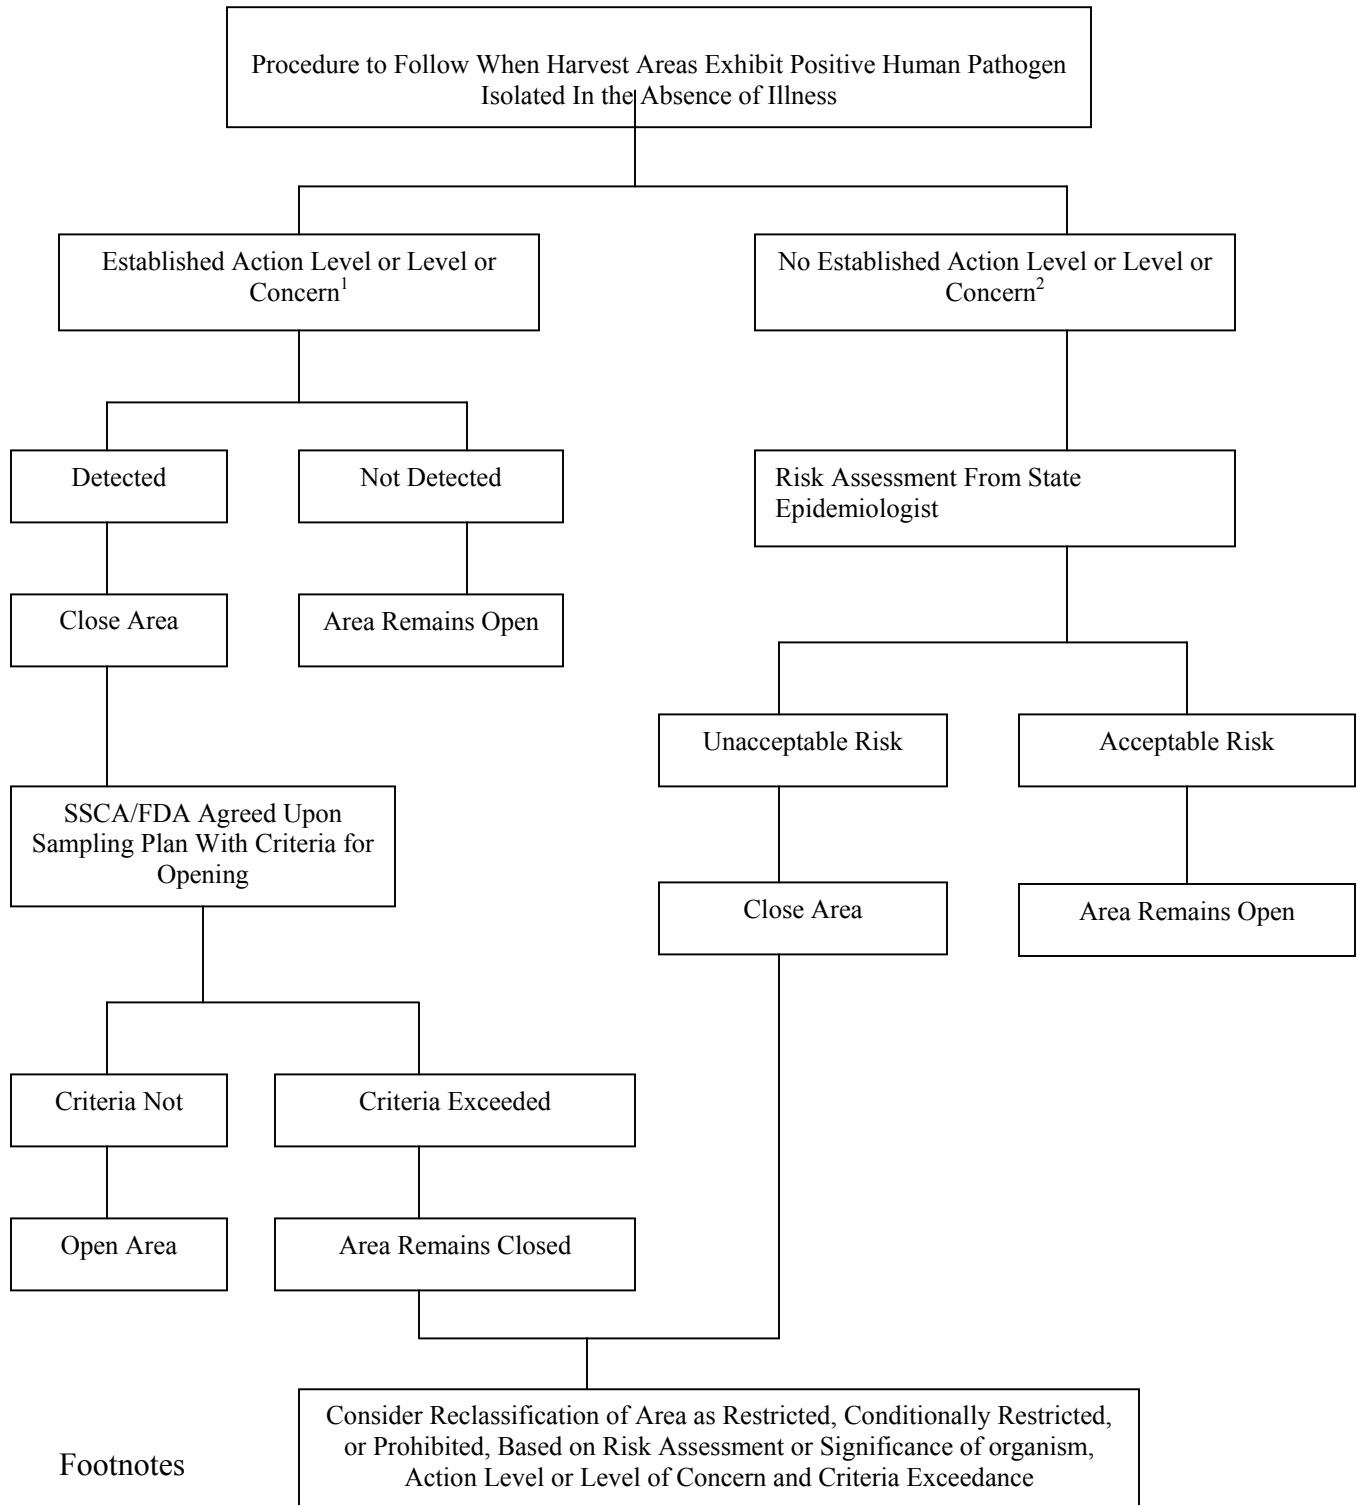 Procedure to Follow When Harvest Areas Exhibit Positive Human Pathogen
Isolated In the Absence of Illness
Established Action Level or Level or
Concern1
No Established Action Level or Level or
Concern2
Detected
Not Detected
Risk Assessment From State
Epidemiologist
Close Area
Area Remains Open
Unacceptable Risk
Acceptable Risk
SSCA/FDA Agreed Upon
Sampling Plan With Criteria for
Opening
Close Area
Area Remains Open
Criteria Not
Criteria Exceeded
Open Area
Area Remains Closed
Consider Reclassification of Area as Restricted, Conditionally Restricted,
or Prohibited, Based on Risk Assessment or Significance of organism,
Action Level or Level of Concern and Criteria Exceedance
Footnotes